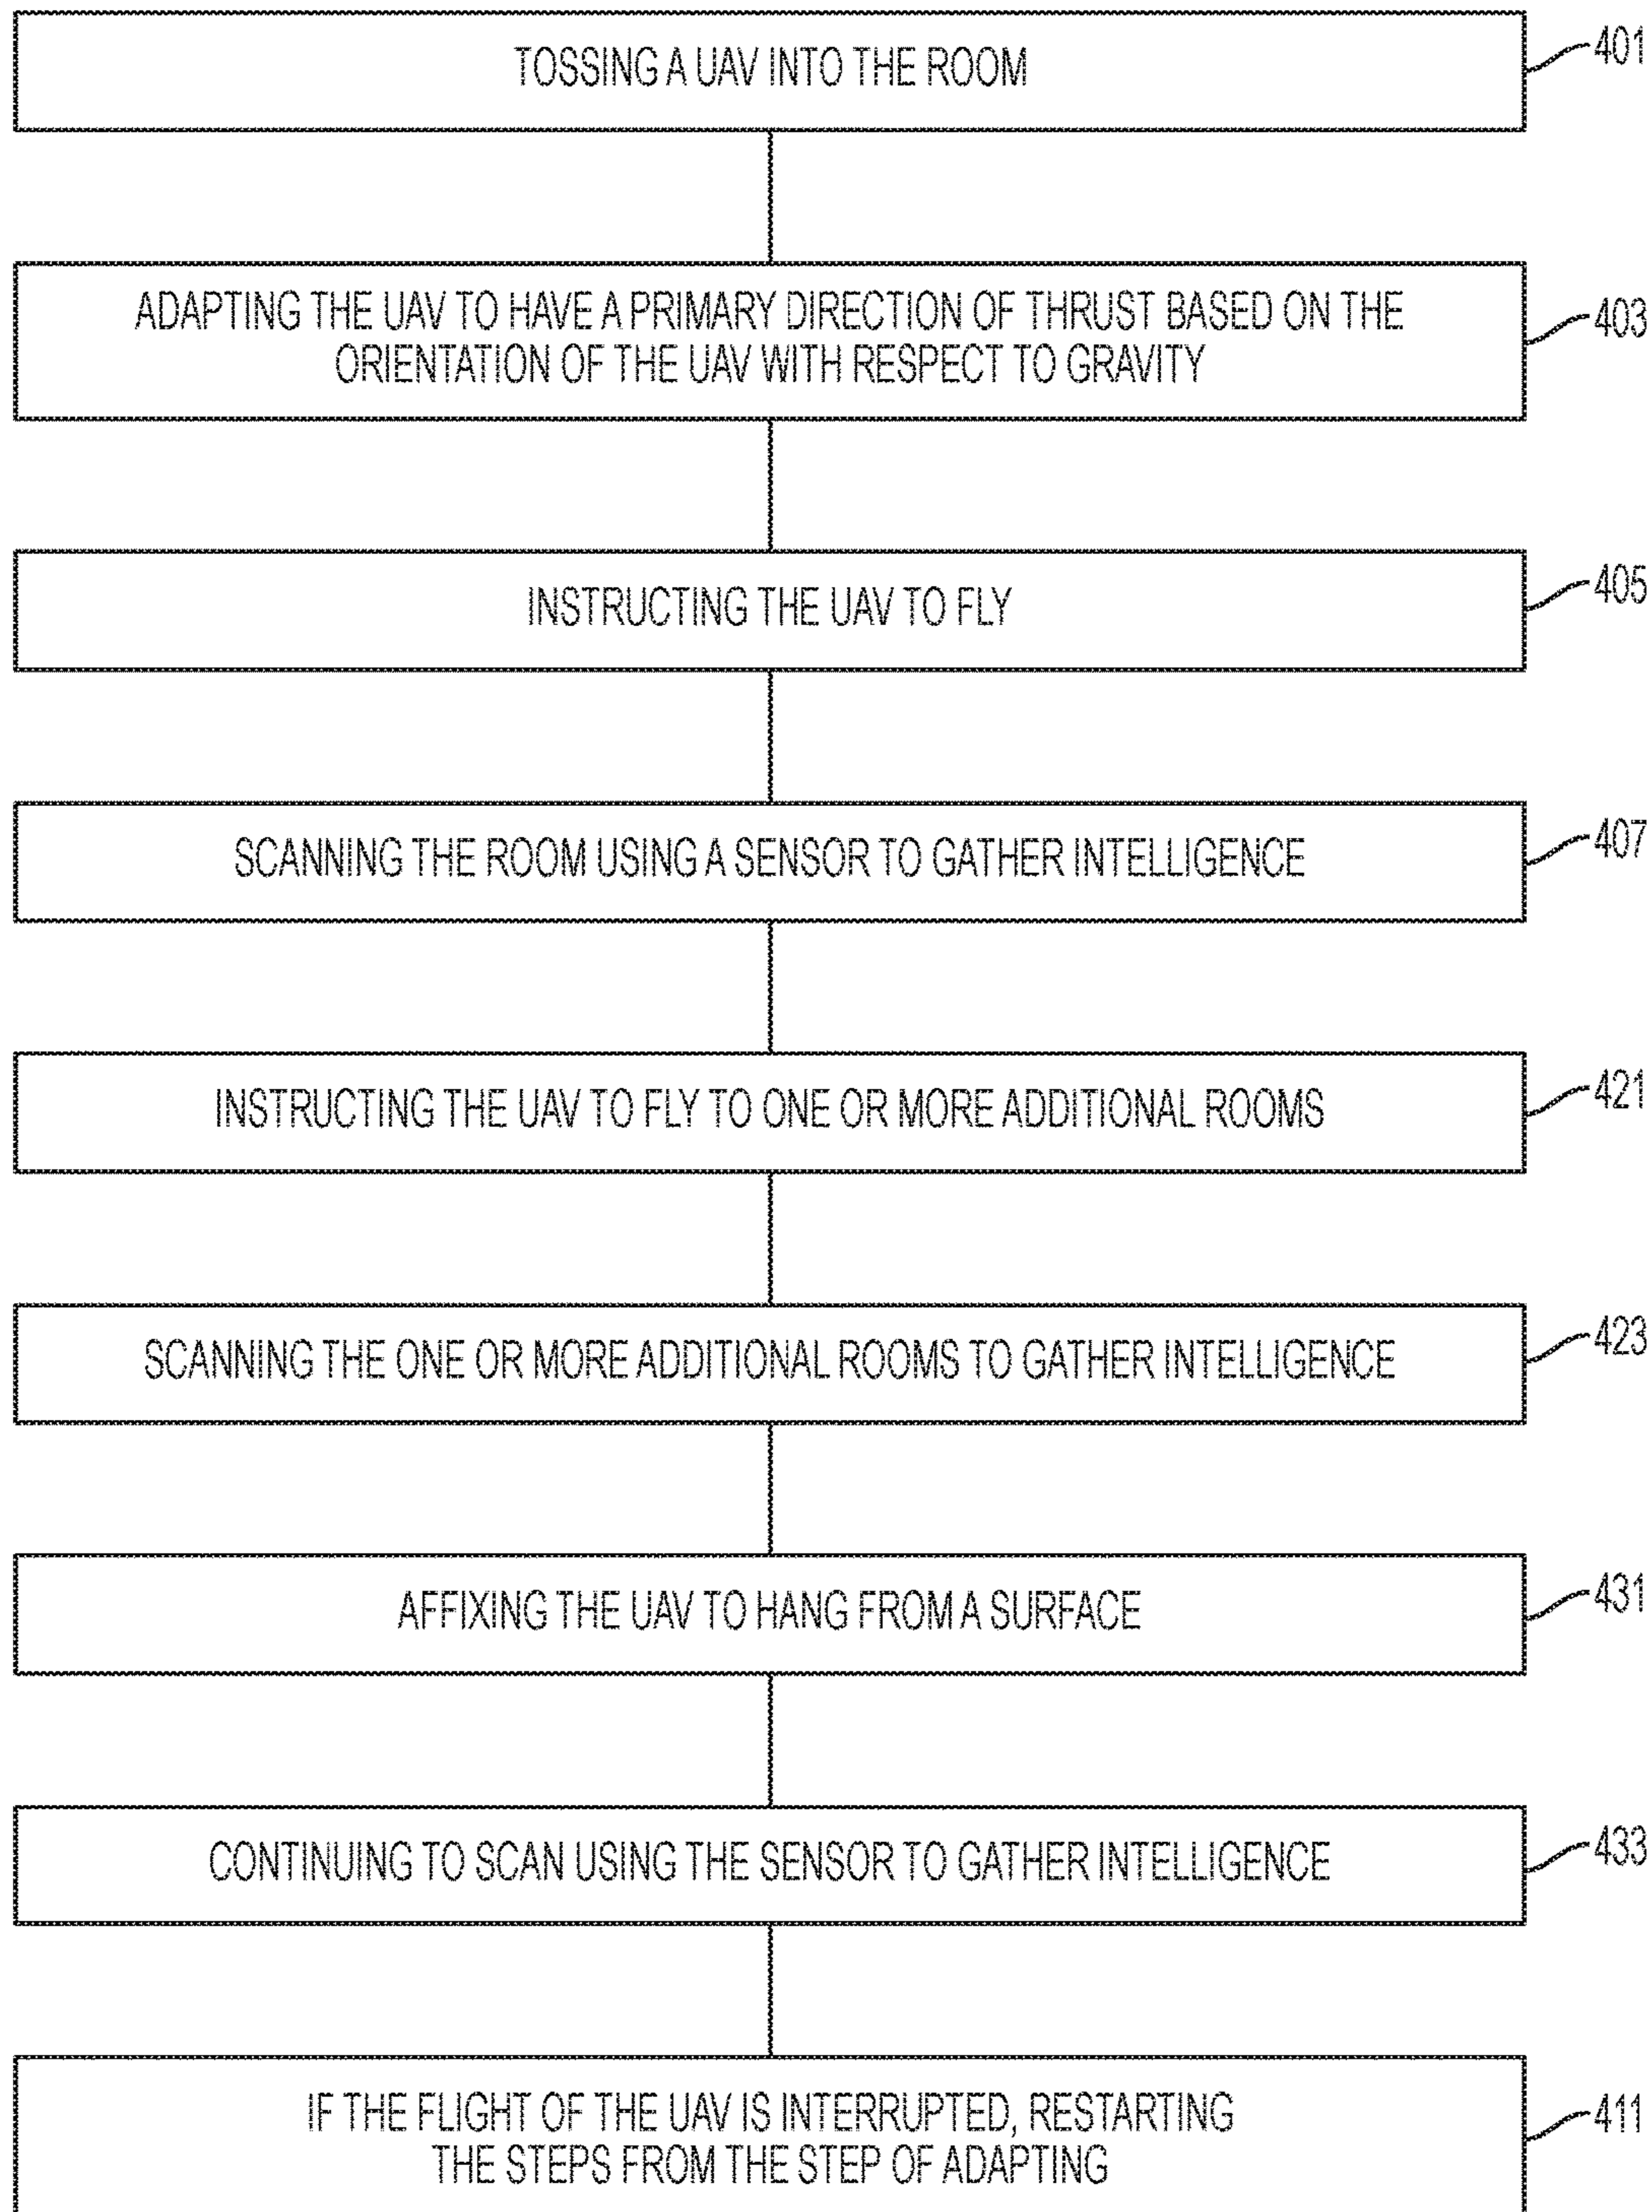 TOSSING A UAV INTO THE ROOM
401
ADAPTING THE UAV TO HAVE A PRIMARY DIRECTION OF THRUST BASED ON THE
ORIENTATION OF THE UAV WITH RESPECT TO GRAVITY
403
INSTRUCTING THE UAV TO FLY
405
SCANNING THE ROOM USING A SENSOR TO GATHER INTELLIGENCE
407
INSTRUCTING THE UAV TO FLY TO ONE OR MORE ADDITIONAL ROOMS
421
SCANNING THE ONE OR MORE ADDITIONAL ROOMS TO GATHER INTELLIGENCE
423
AFFIXING THE UAV TO HANG FROM A SURFACE
431
CONTINUING TO SCAN USING THE SENSOR TO GATHER INTELLIGENCE
433
IF THE FLIGHT OF THE UAV IS INTERRUPTED, RESTARTING
THE STEPS FROM THE STEP OF ADAPTING
411